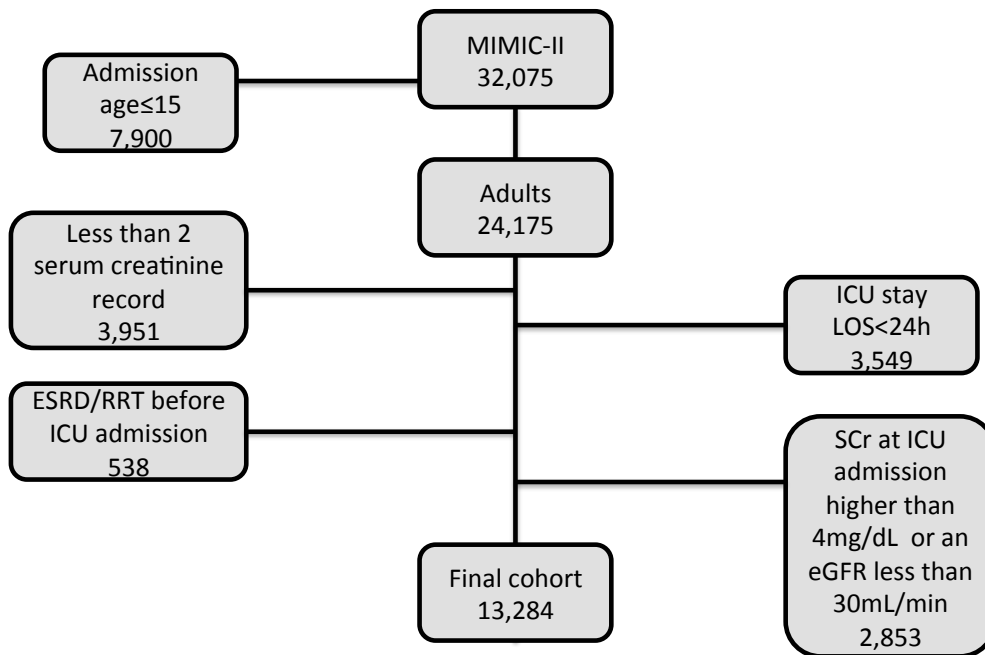 MIMIC-II
32,075
Admission
age≤15
7,900
Adults
24,175
Less than 2
serum creatinine
record
3,951
ICU stay
LOS<24h
3,549
ESRD/RRT before
ICU admission
538
SCr at ICU
admission
higher than
4mg/dL or an
eGFR less than
30mL/min
2,853
Final cohort
13,284